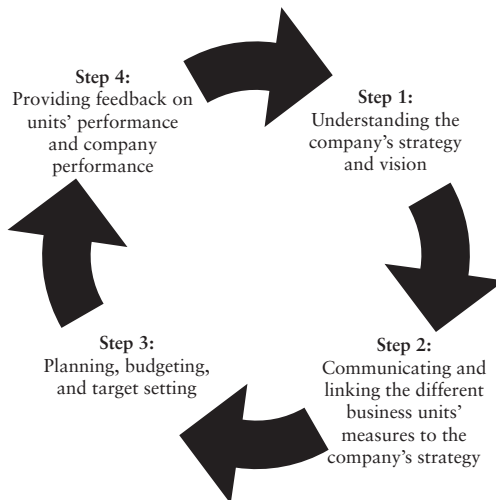 Step 4:
Providing feedback on
units’ performance
and company
performance
Step 1:
Understanding the
company’s strategy
and vision
Step 3:
Planning, budgeting,
and target setting
Step 2:
Communicating and
linking the different
business units’
measures to the
company’s strategy